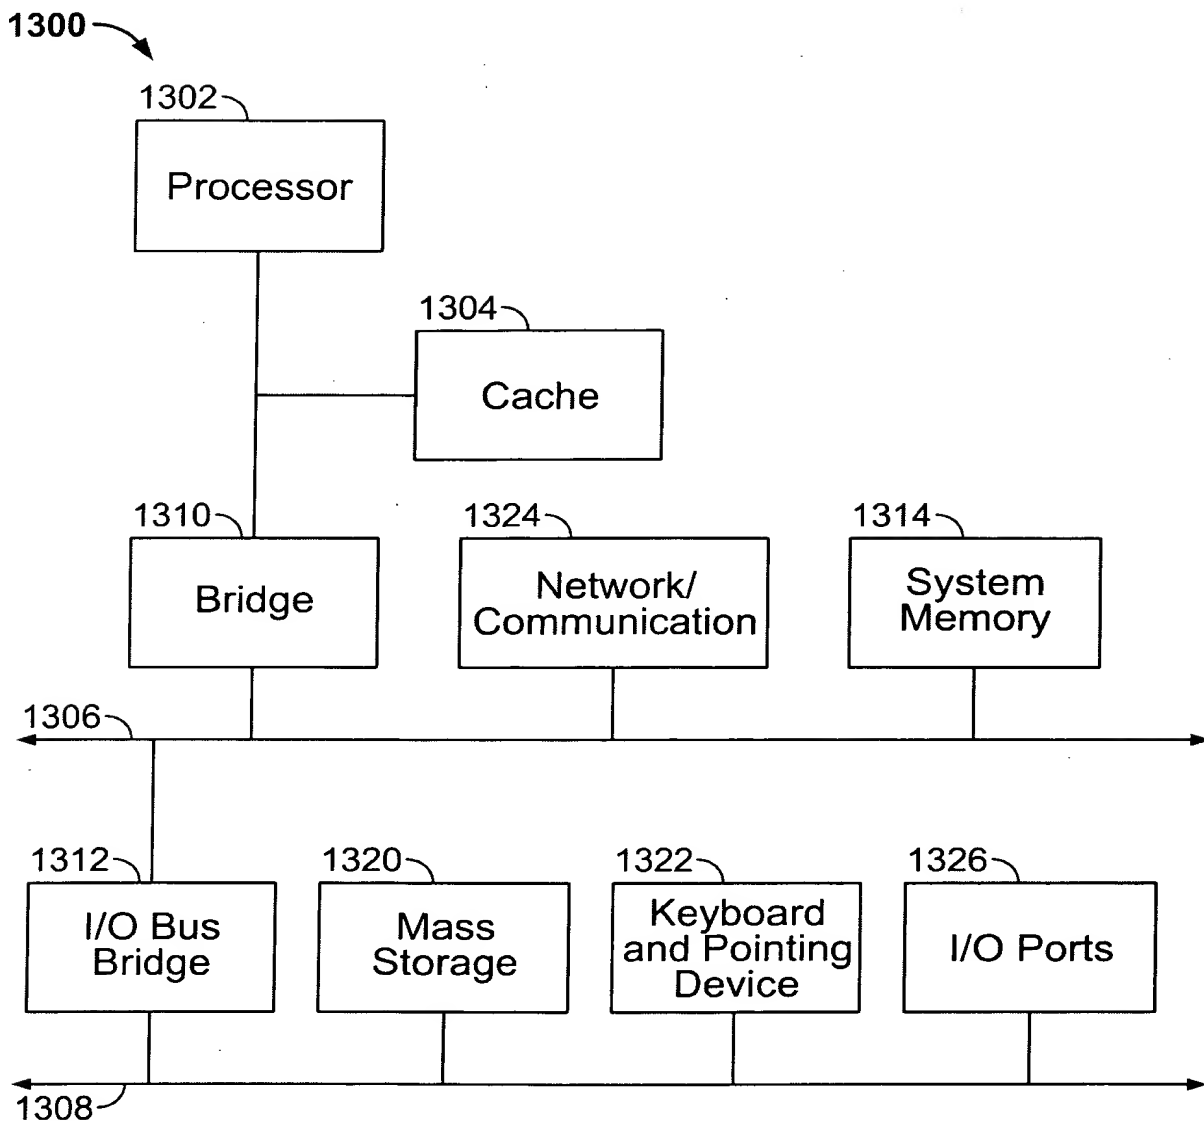 1300
1302
Processor
1304
Cache
1310
Bridge
1324
Network/
Communication
1314
System
Memory
1306
1312
I/O Bus
Bridge
1320
Mass
Storage
1322
Keyboard
and Pointing
Device
1326
I/O Ports
1308